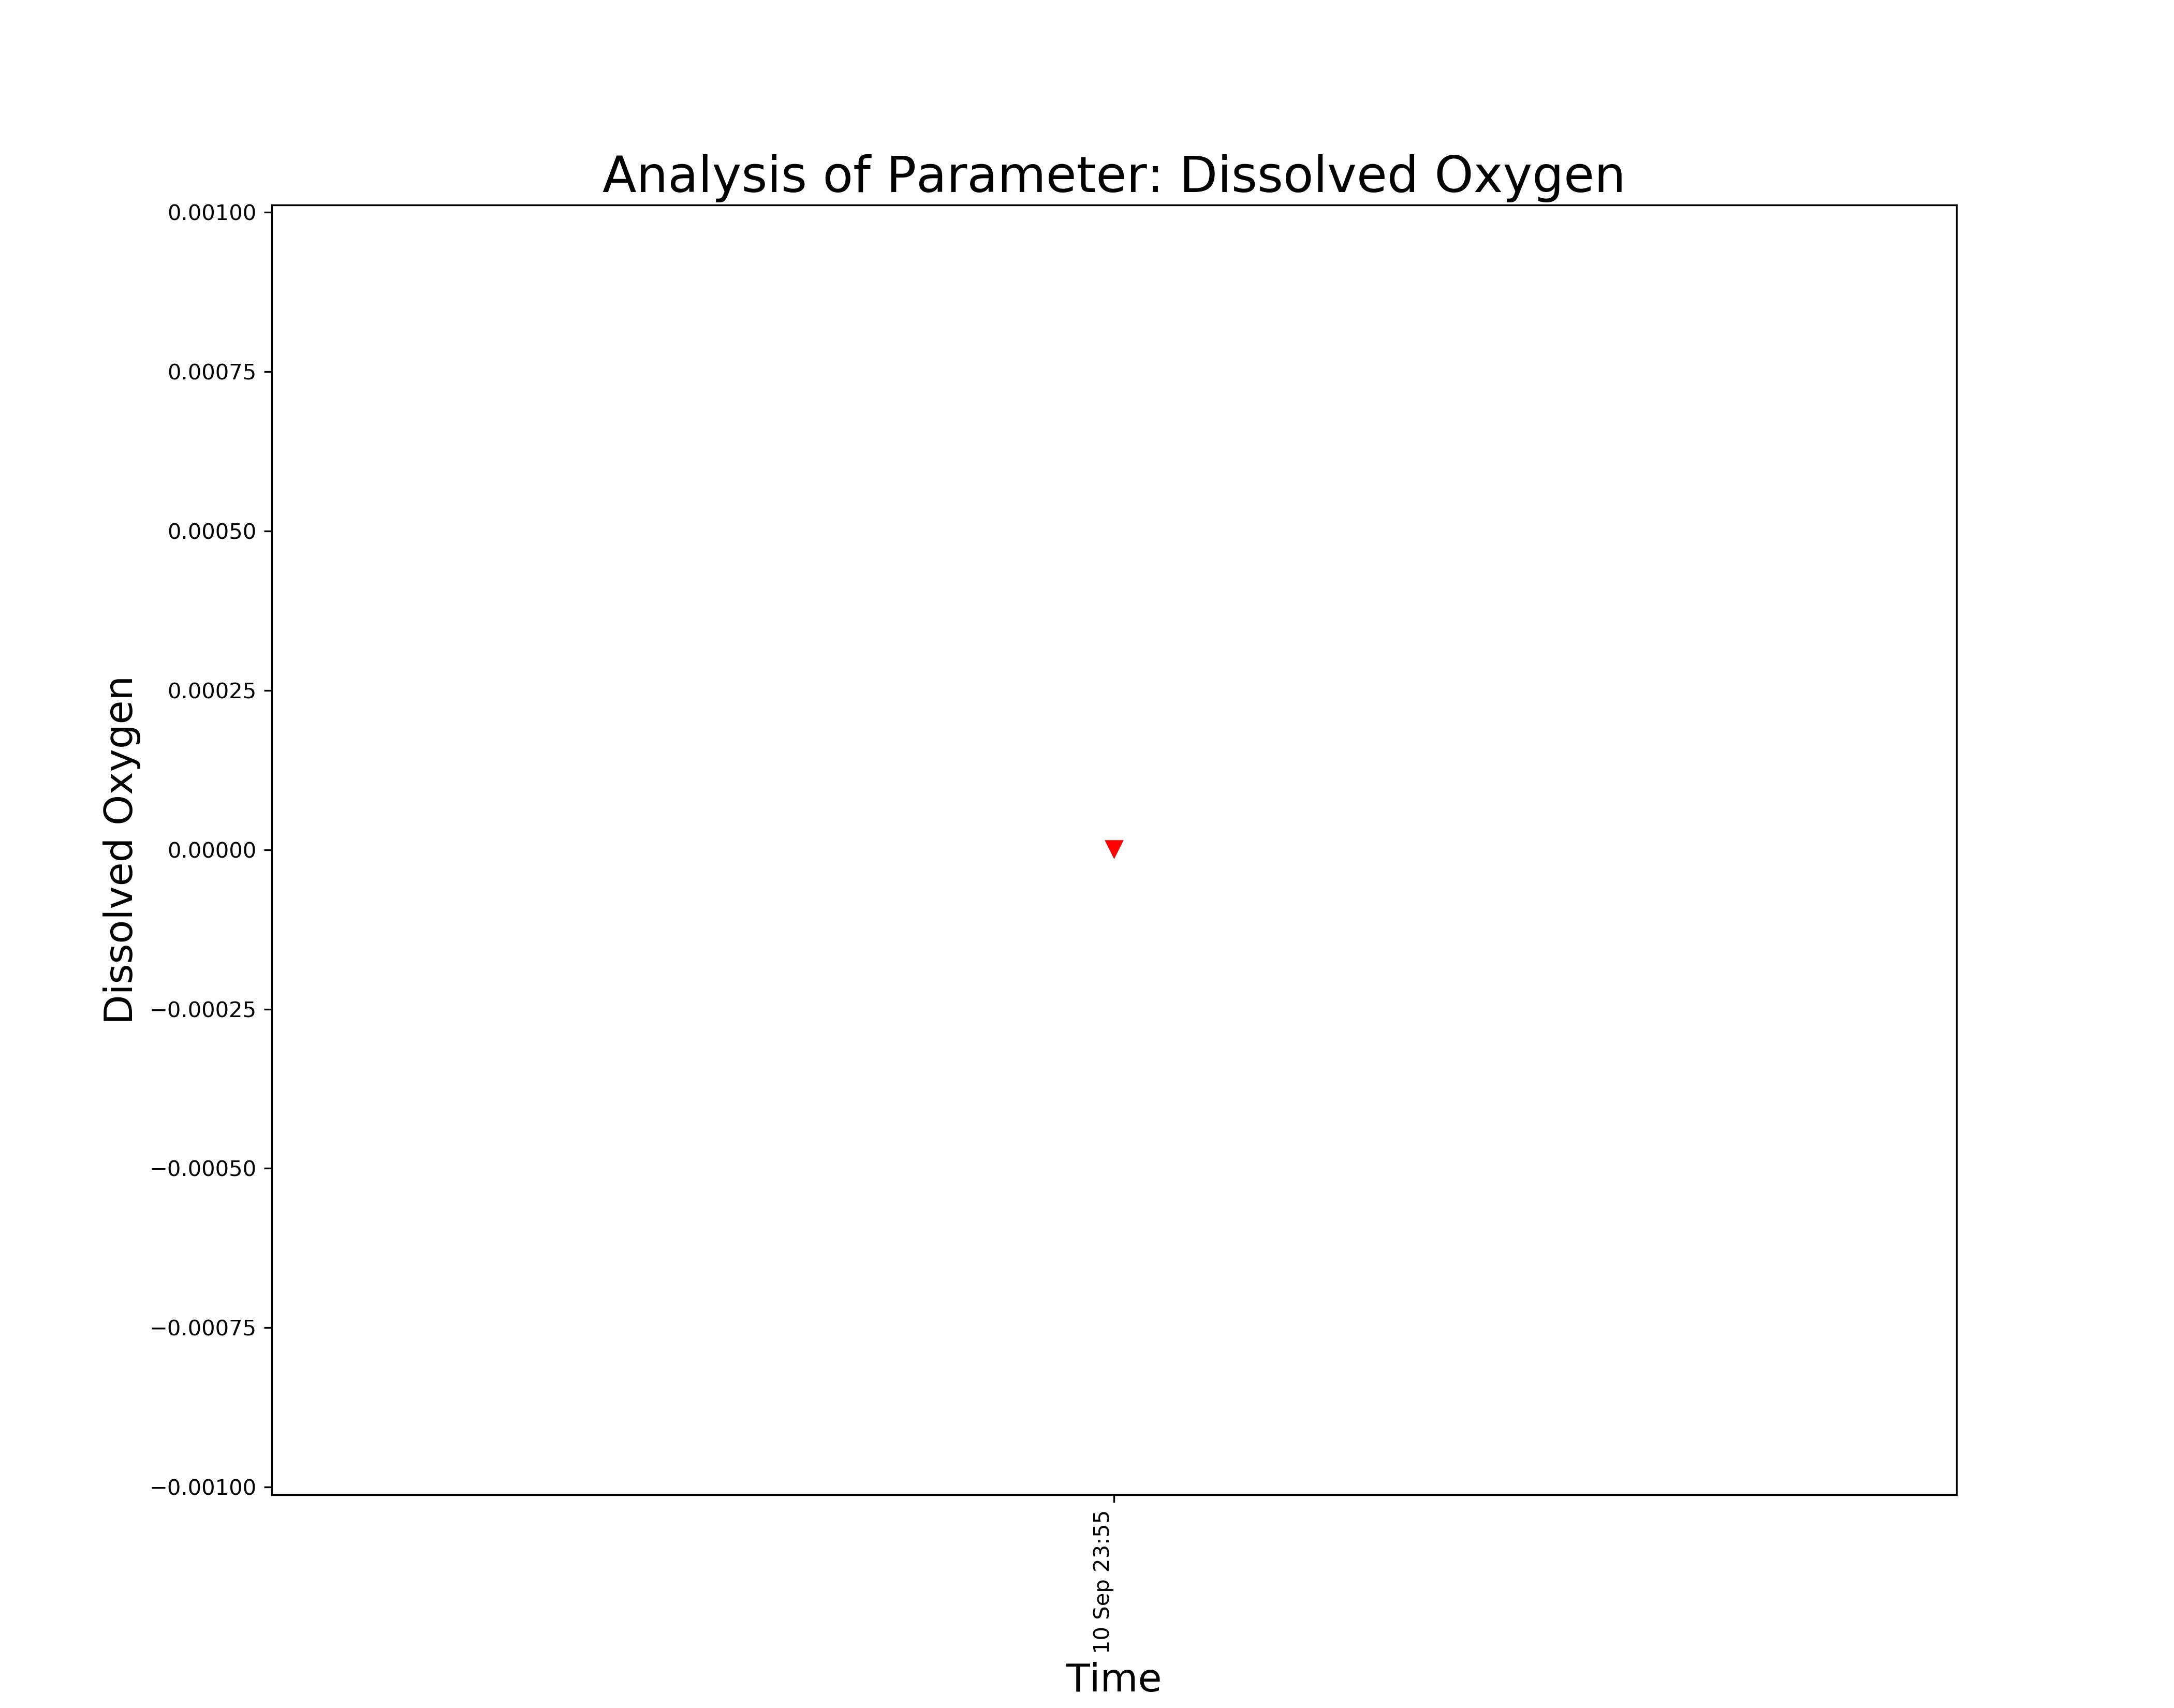 Analysis of Parameter: Dissolved Oxygen
0.00100
0.00075
0.00050
0.00025
0.00000
−0.00025
−0.00050
−0.00075
−0.00100
Dissolved Oxygen
10 Sep 23:55
Time